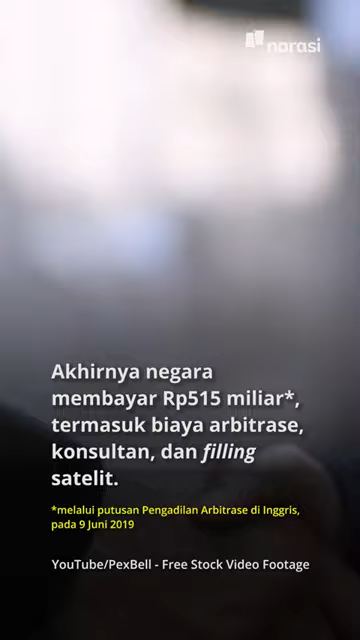 narasi
Akhirnya negara
membayar Rp515 miliar*,
termasuk biaya arbitrase,
konsultan, dan filling
satelit.
*melalui putusan Pengadilan Arbitrase di Inggris,
pada 9 Juni 2019
YouTube/PexBell - Free Stock Video Footage